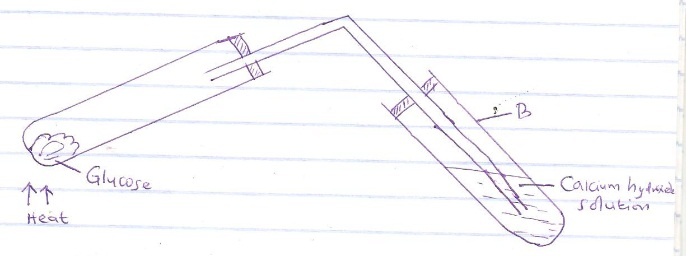 B
Glucose
Calcium hydroxide
solution
Heat